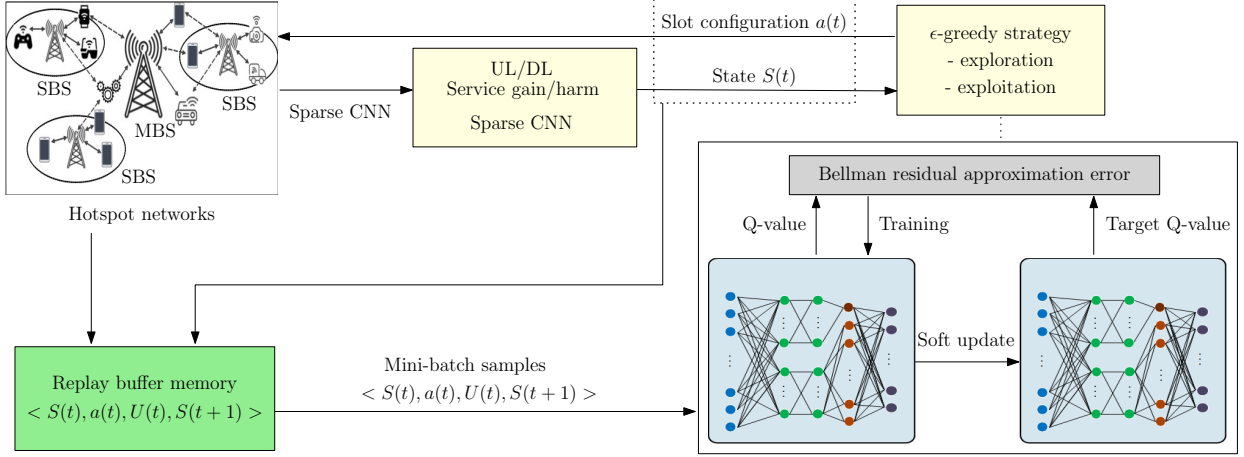 SBS
SBS
MBS
SBS
Hotspot networks
Sparse CNN
UL/DL
Service gain/harm
Sparse CNN
Slot configuration a(t)
State S(t)
ϵ-greedy strategy
- exploration
- exploitation
Bellman residual approximation error
Q-value
Training
Target Q-value
Soft update
Replay buffer memory
< S(t), a(t), U(t), S(t + 1) >
Mini-batch samples
< S(t), a(t), U(t), S(t + 1) >